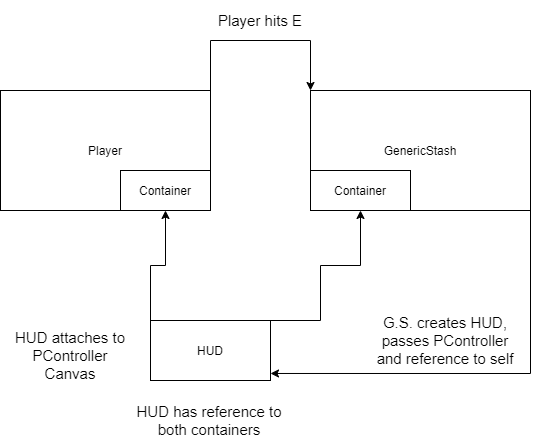 Player hits E
Player
GenericStash
Container
Container
HUD attaches to
PController
Canvas
HUD
G.S. creates HUD,
passes PController
and reference to self
HUD has reference to
both containers